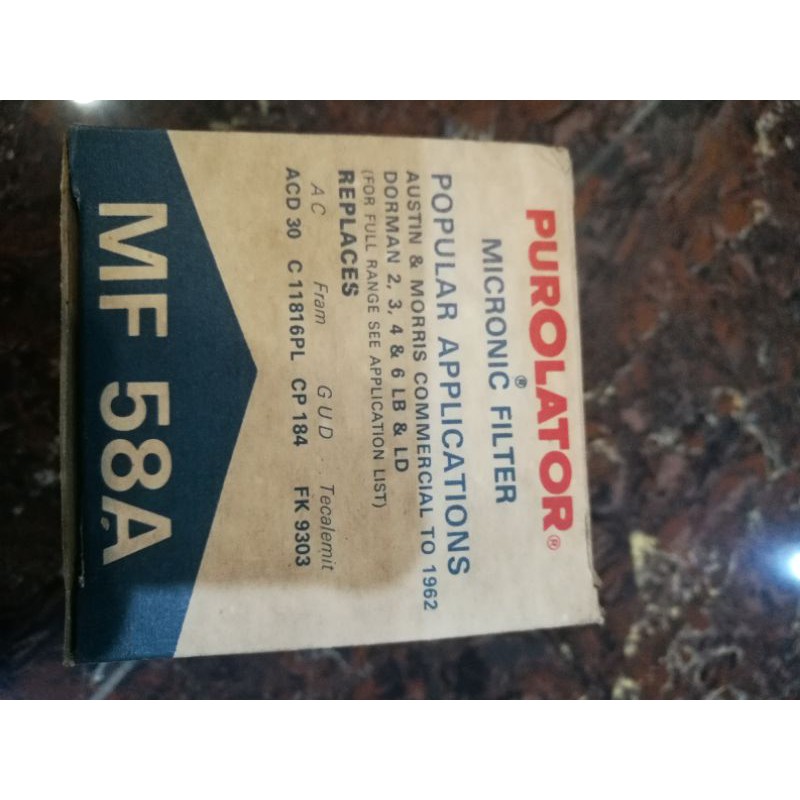 PUROLATOR®
MICRONIC® FILTER
POPULAR APPLICATIONS
AUSTIN & MORRIS COMMERCIAL TO 1962
DORMAN 2, 3, 4 & 6 LB & LD
(FOR FULL RANGE SEE APPLICATION LIST)
REPLACES
AC Fram GUD Tecalemit
ACD 30 C 11816PL CP 184 FK 9303
MF 58A